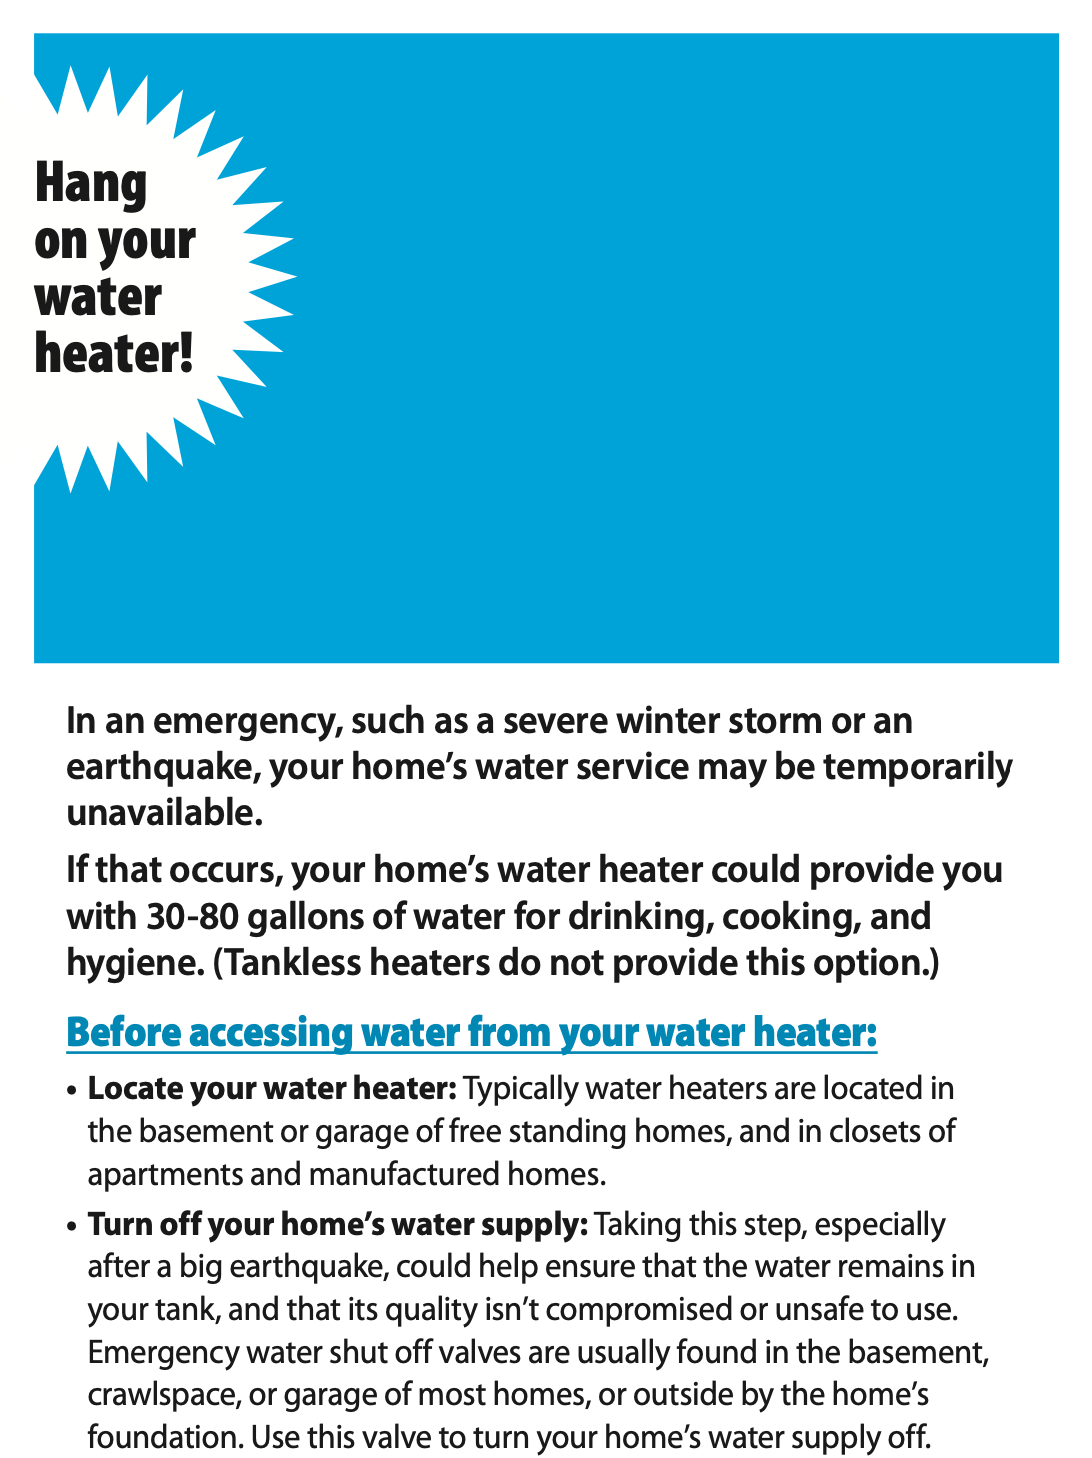 Hang
on your
water
heater!
In an emergency, such as a severe winter storm or an
earthquake, your home’s water service may be temporarily
unavailable.
If that occurs, your home’s water heater could provide you
with 30-80 gallons of water for drinking, cooking, and
hygiene. (Tankless heaters do not provide this option.)
Before accessing water from your water heater:
• Locate your water heater: Typically water heaters are located in
the basement or garage of free standing homes, and in closets of
apartments and manufactured homes.
• Turn off your home’s water supply: Taking this step, especially
after a big earthquake, could help ensure that the water remains in
your tank, and that its quality isn’t compromised or unsafe to use.
Emergency water shut off valves are usually found in the basement,
crawlspace, or garage of most homes, or outside by the home’s
foundation. Use this valve to turn your home’s water supply off.